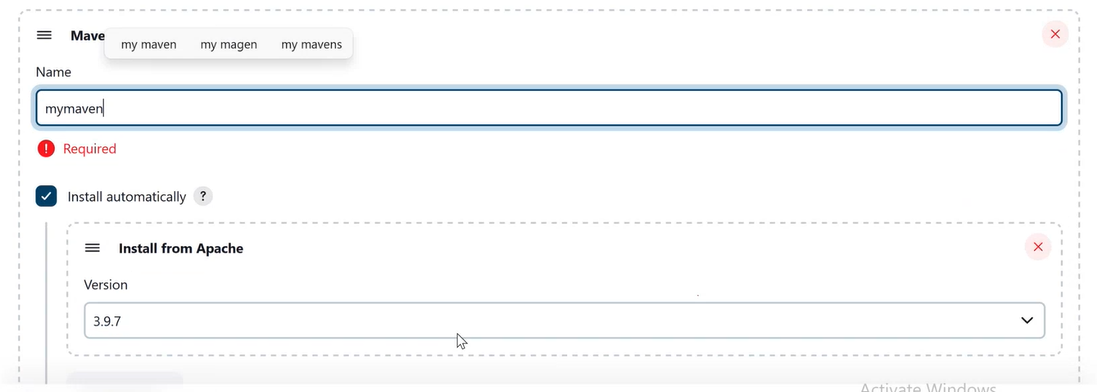 Mave
my maven my magen my mavens
Name
mymaven
! Required
Install automatically ?
Install from Apache
Version
3.9.7
Activate Windows